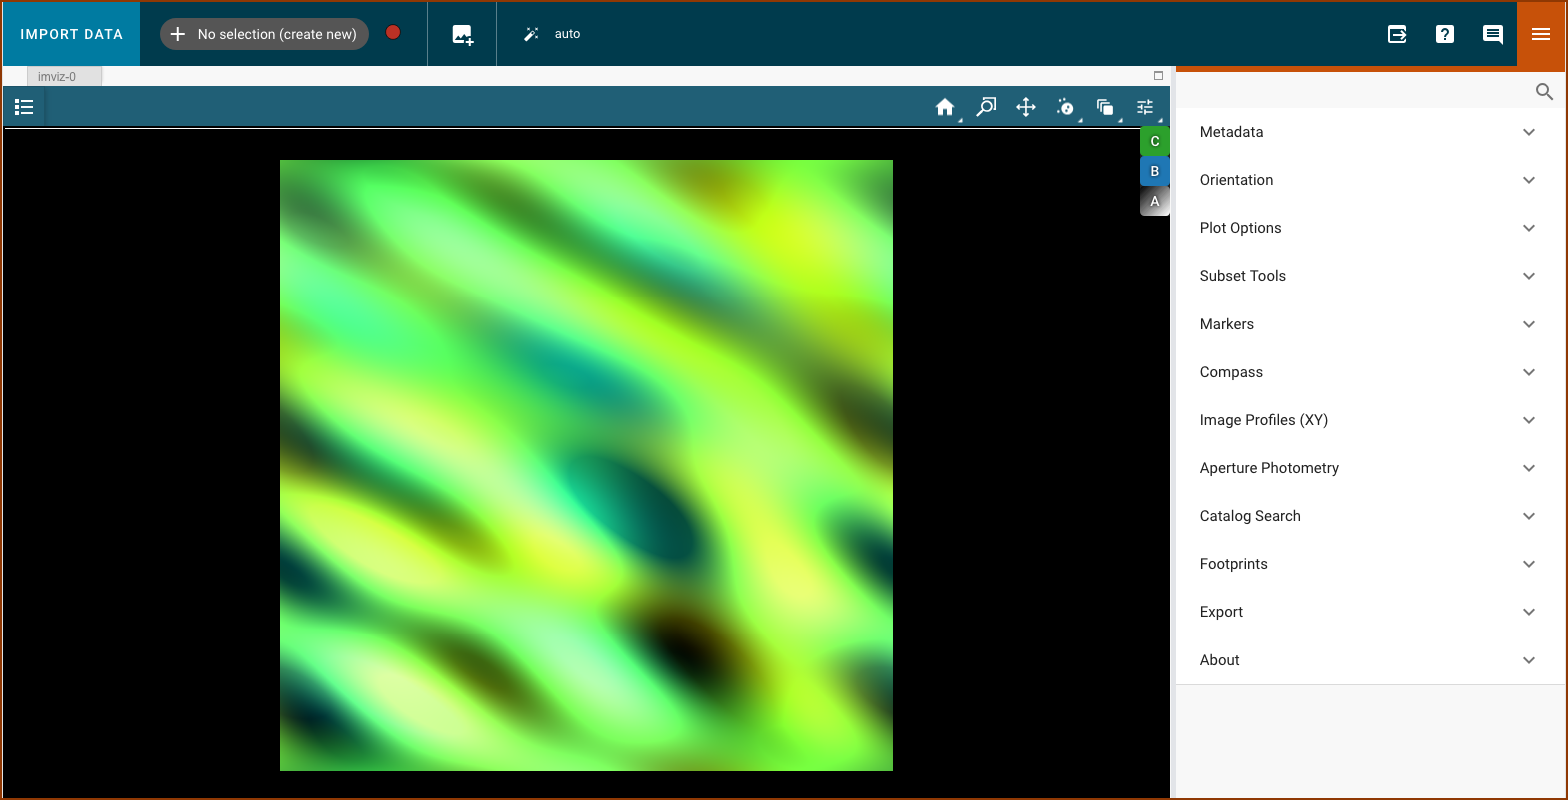 IMPORT DATA
No selection (create new)
auto
imviz-0
C
B
A
Metadata
Orientation
Plot Options
Subset Tools
Markers
Compass
Image Profiles (XY)
Aperture Photometry
Catalog Search
Footprints
Export
About